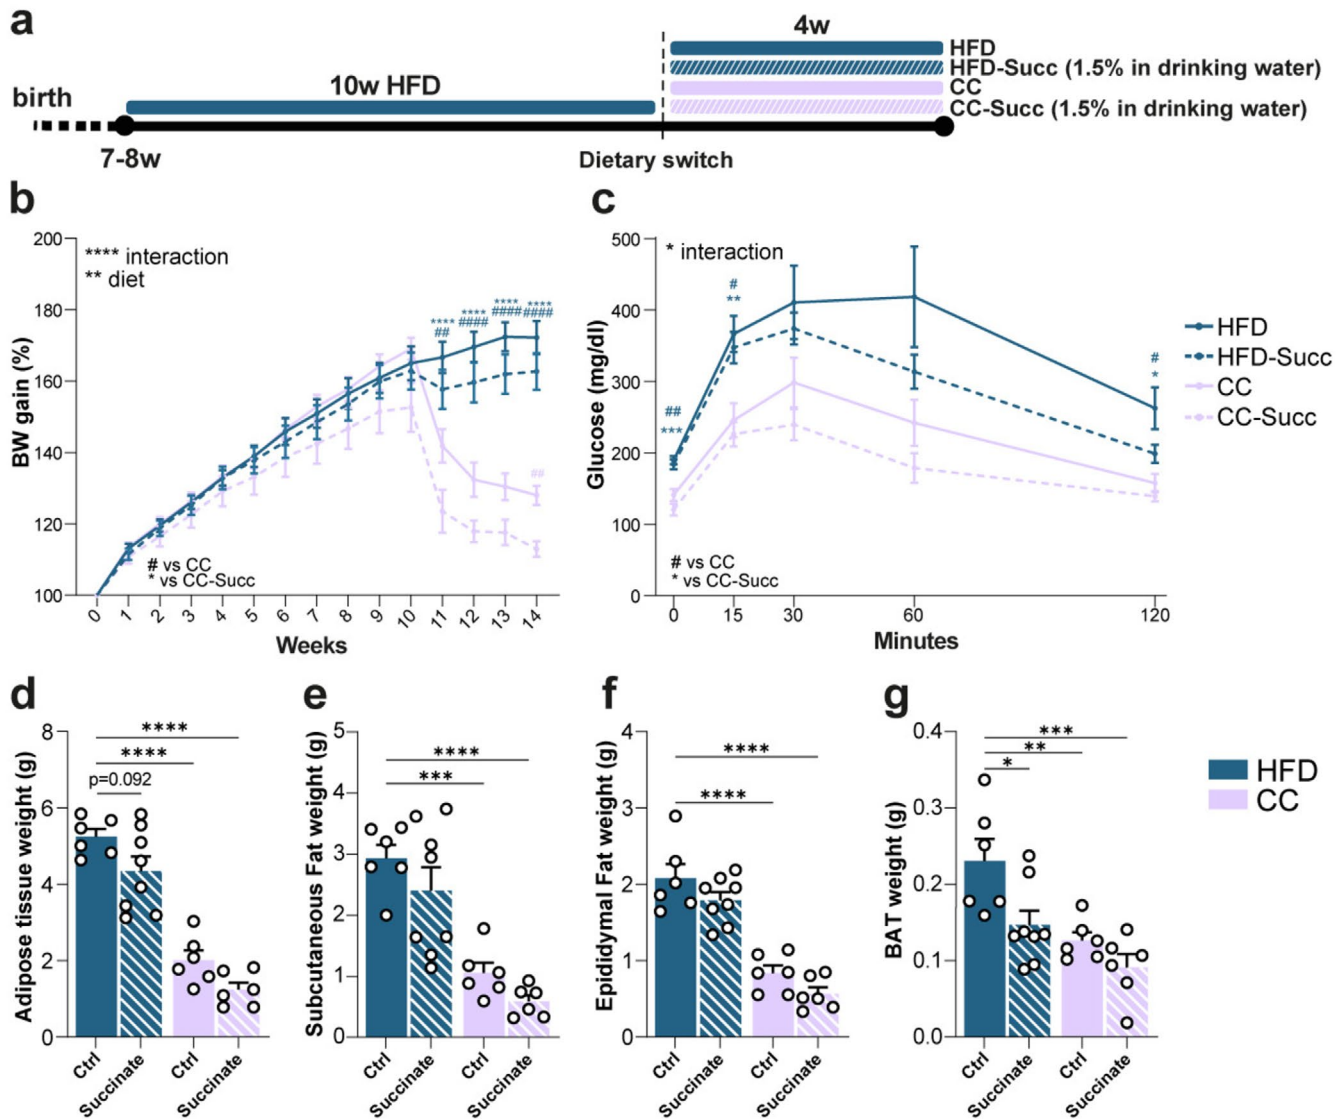 a
4w
HFD
HFD-Succ (1.5% in drinking water)
CC
CC-Succ (1.5% in drinking water)
10w HFD
birth
7-8w
Dietary switch
b
BW gain (%)
200
180
160
140
120
100
**** interaction
** diet
**** **** **** ****
## #### #### ####
##
# vs CC
* vs CC-Succ
0 1 2 3 4 5 6 7 8 9 10 11 12 13 14
Weeks
c
Glucose (mg/dl)
500
400
300
200
100
0
* interaction
##
***
#
**
#
*
# vs CC
* vs CC-Succ
0 15 30 60 120
Minutes
HFD
HFD-Succ
CC
CC-Succ
d
Adipose tissue weight (g)
8
6
4
2
0
****
****
p=0.092
Ctrl Succinate Ctrl Succinate
e
Subcutaneous Fat weight (g)
5
4
3
2
1
0
****
***
Ctrl Succinate Ctrl Succinate
f
Epididymal Fat weight (g)
4
3
2
1
0
****
****
Ctrl Succinate Ctrl Succinate
g
BAT weight (g)
0.4
0.3
0.2
0.1
0.0
***
**
*
Ctrl Succinate Ctrl Succinate
HFD
CC